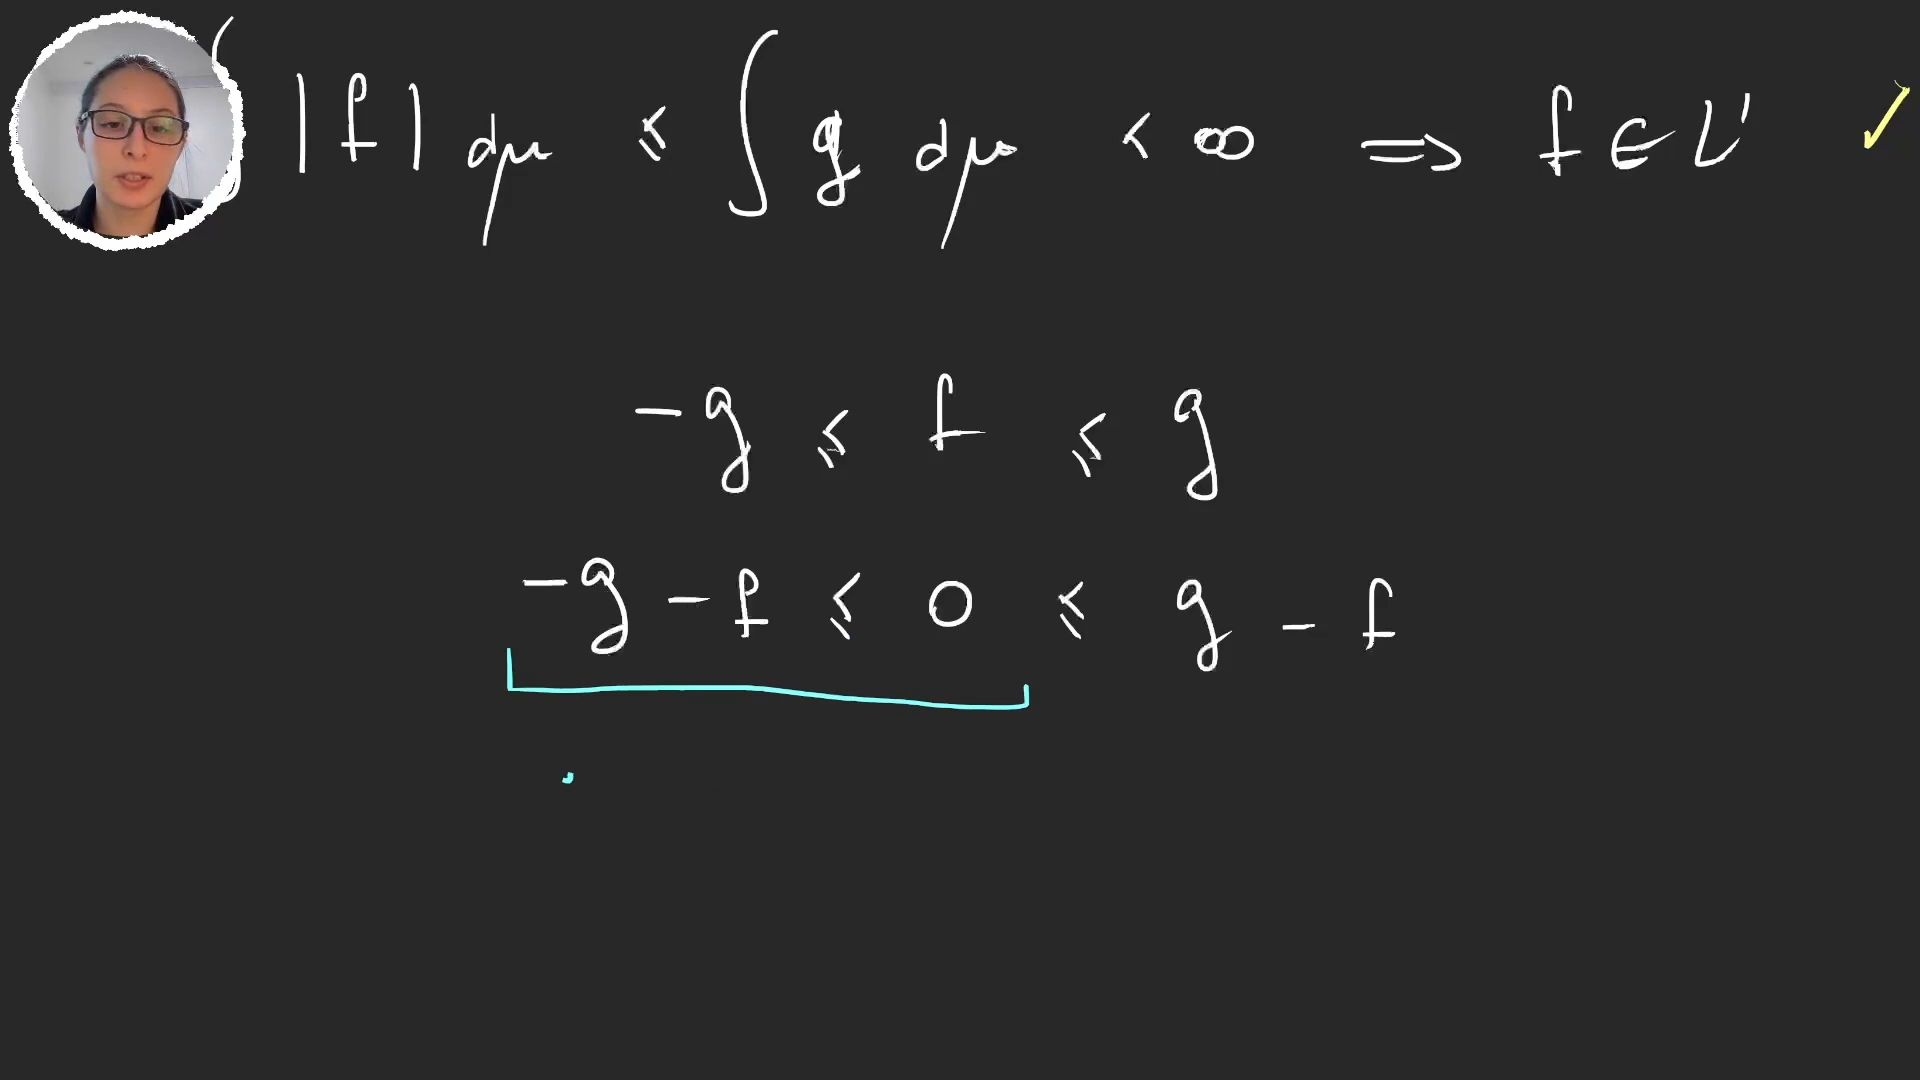 ∫ |f| dμ ≤ ∫ g dμ < ∞ ⇒ f ∈ L¹ ✓
-g ≤ f ≤ g
-g - f ≤ 0 ≤ g - f